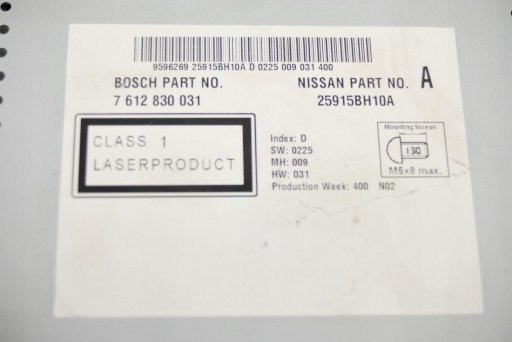 9596269 25915BH10A D 0225 009 031 400
BOSCH PART NO.
7 612 830 031
NISSAN PART NO. A
25915BH10A
CLASS 1
LASERPRODUCT
Index: D
SW: 0225
MH: 009
HW: 031
Production Week: 400 N02
Mounting Screws
ISO
M5x8 max.